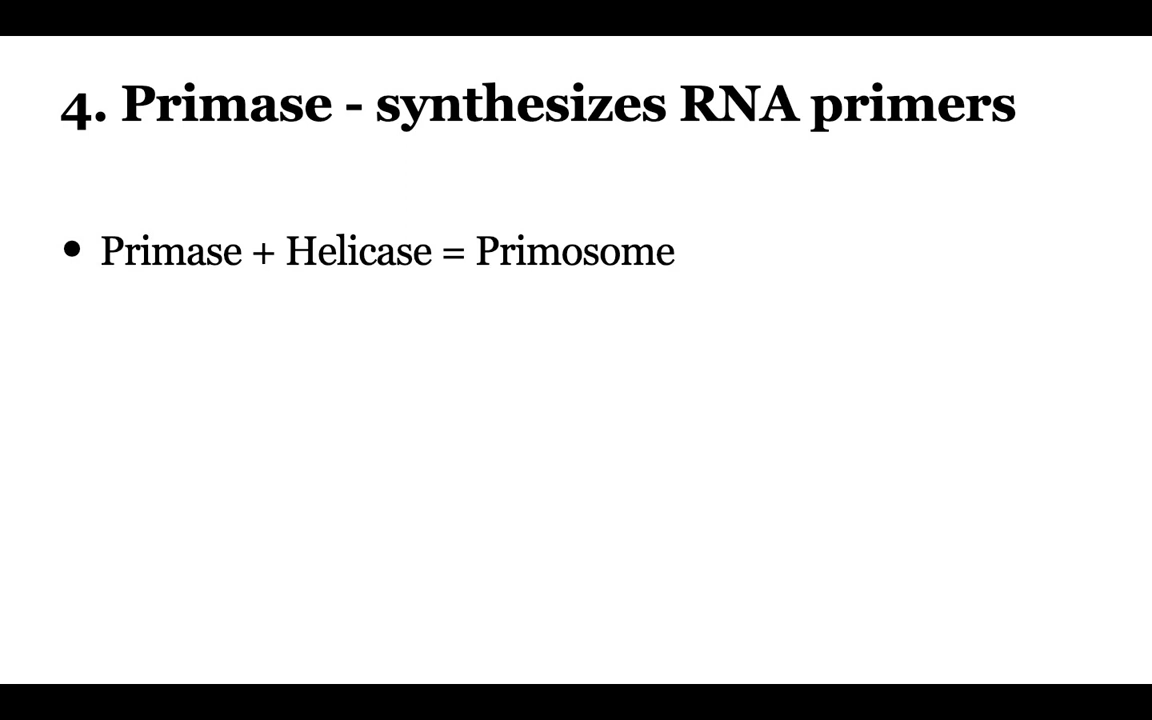 4. Primase - synthesizes RNA primers
• Primase + Helicase = Primosome